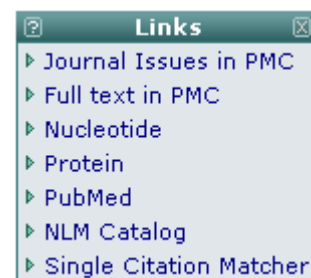 ? Links X
Journal Issues in PMC
Full text in PMC
Nucleotide
Protein
PubMed
NLM Catalog
Single Citation Matcher